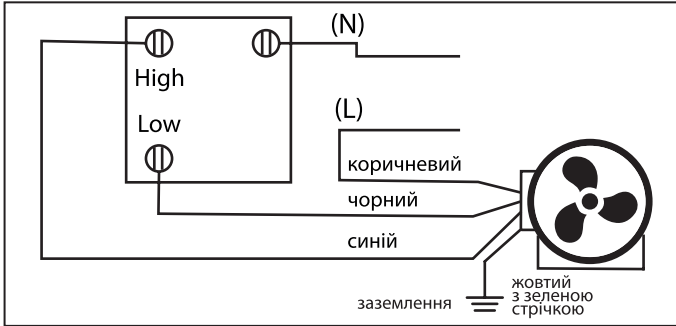 (N)
High
(L)
Low
коричневий
чорний
синій
жовтий
з зеленою
стрічкою
заземлення